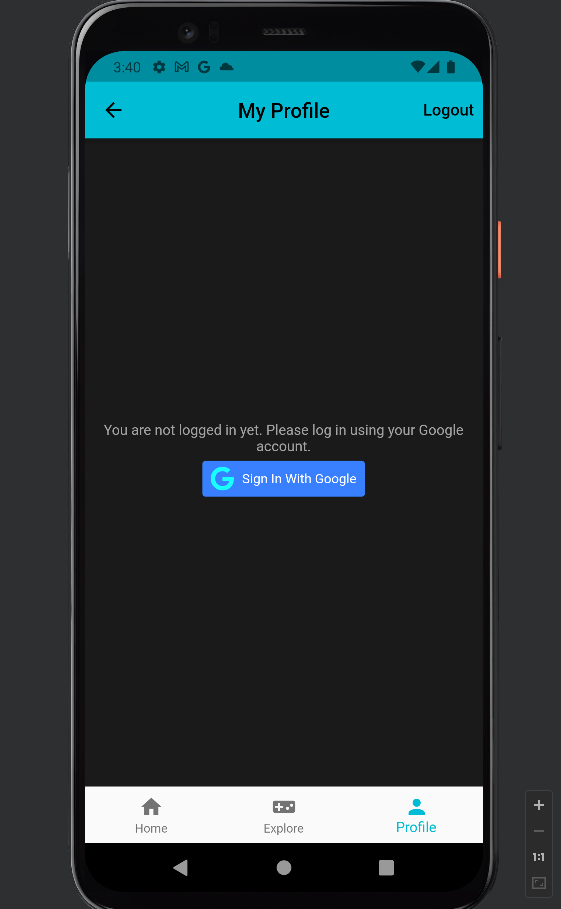 3:40
My Profile
Logout
You are not logged in yet. Please log in using your Google
account.
G Sign In With Google
Home
Explore
Profile
1:1